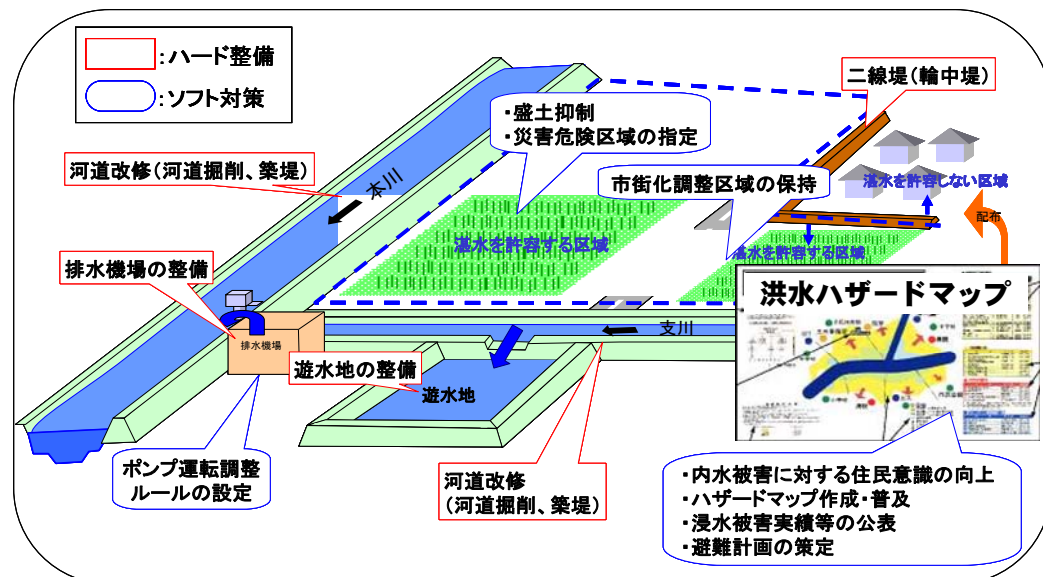 ：ハード整備
：ソフト対策
二線堤（輪中堤）
・盛土抑制
・災害危険区域の指定
河道改修（河道掘削、築堤）
本川
市街化調整区域の保持
湛水を許容しない区域
配布
湛水を許容する区域
湛水を許容する区域
排水機場の整備
洪水ハザードマップ
支川
排水機場
遊水地の整備
遊水地
ポンプ運転調整
ルールの設定
河道改修
（河道掘削、築堤）
・内水被害に対する住民意識の向上
・ハザードマップ作成・普及
・浸水被害実績等の公表
・避難計画の策定